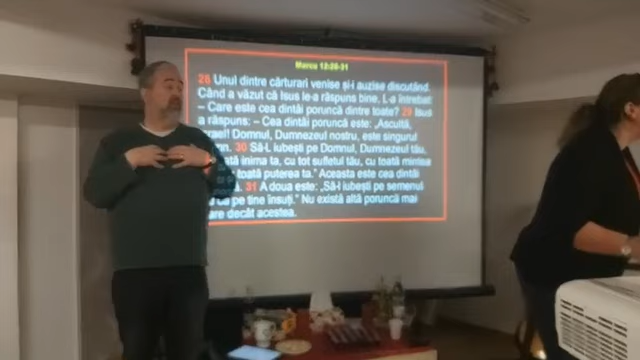 Marcu 12:28-31
28 Unul dintre cărturari venise și-i auzise discutând.
Când a văzut că Isus le-a răspuns bine, L-a întrebat:
– Care este cea dintâi poruncă dintre toate? 29 Isus
a răspuns: – Cea dintâi poruncă este: „Ascultă,
Israel! Domnul, Dumnezeul nostru, este singurul
30 Să-L iubești pe Domnul, Dumnezeul tău,
toată inima ta, cu tot sufletul tău, cu toată mintea
toată puterea ta.” Aceasta este cea dintâi
31 A doua este: „Să-l iubești pe semenul
pe tine însuți.” Nu există altă poruncă mai
mare decât acestea.